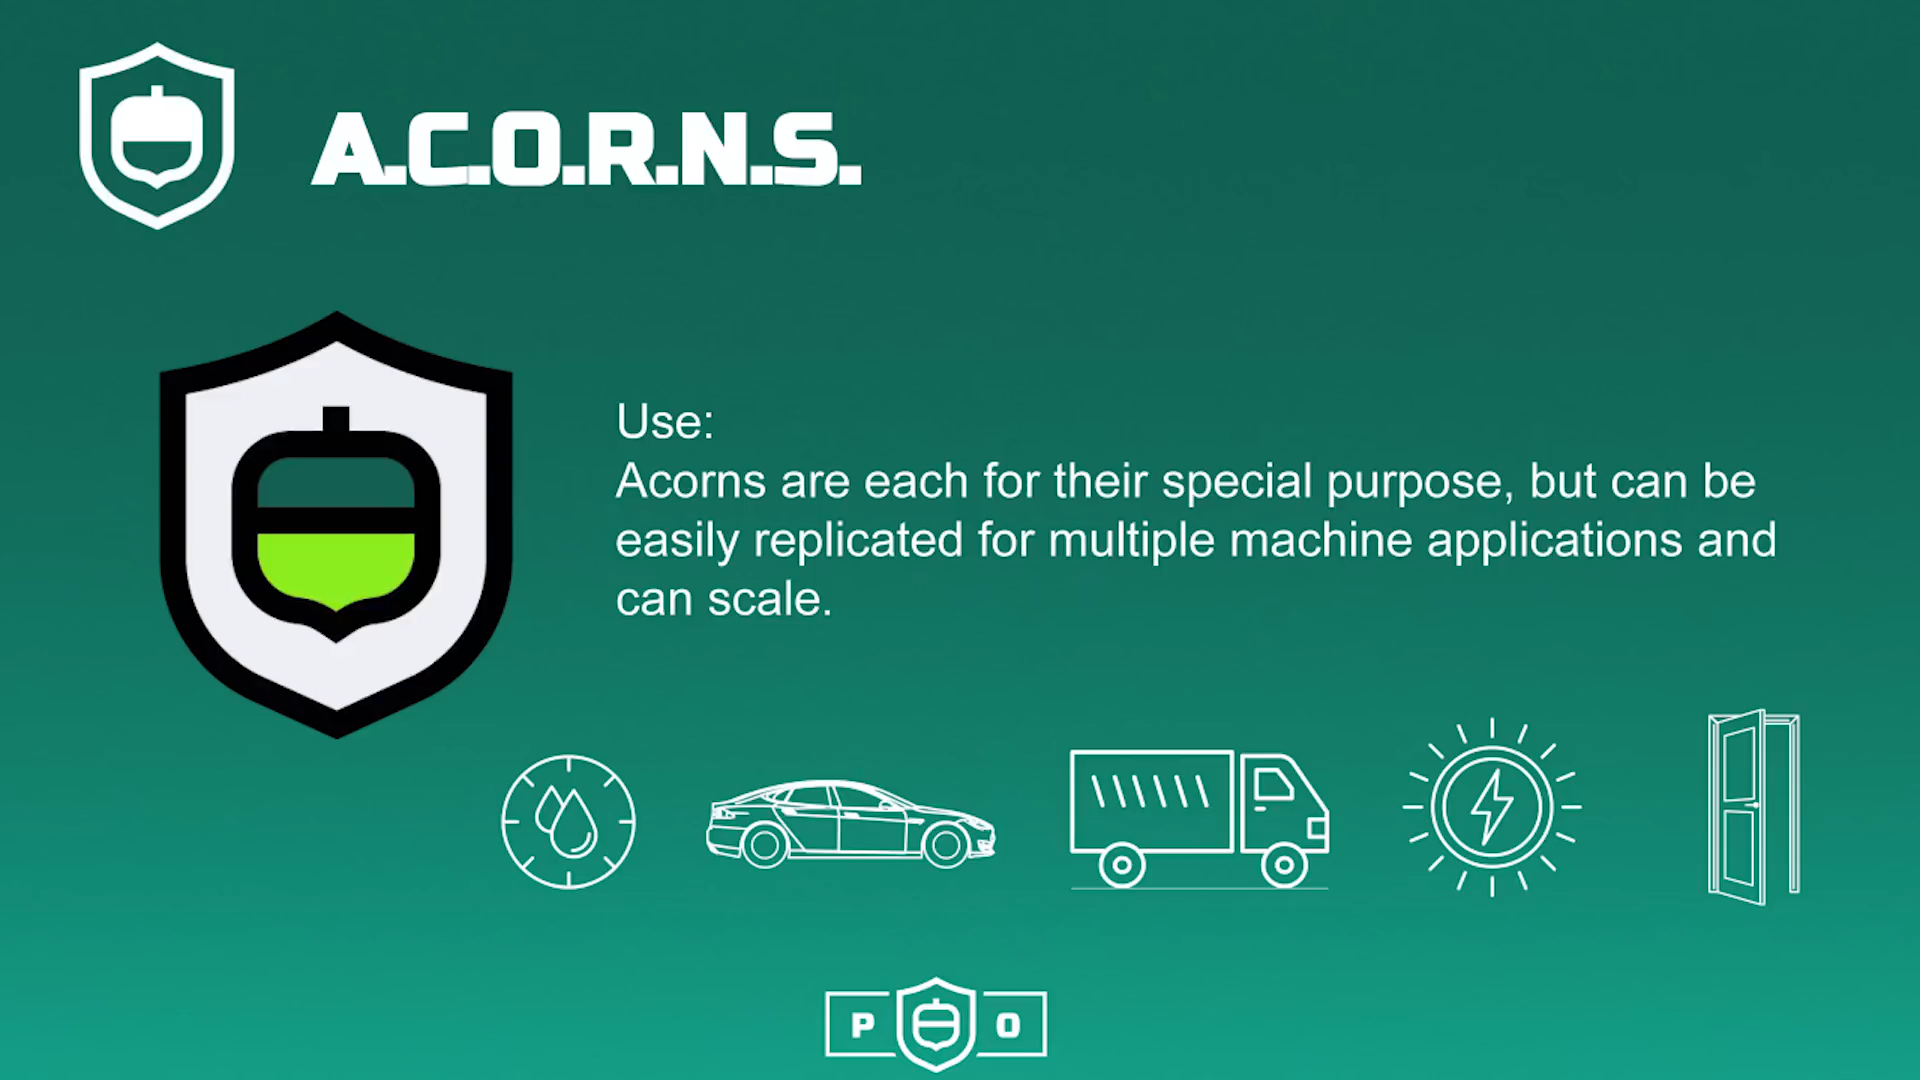 A.C.O.R.N.S.
Use:
Acorns are each for their special purpose, but can be
easily replicated for multiple machine applications and
can scale.
P O